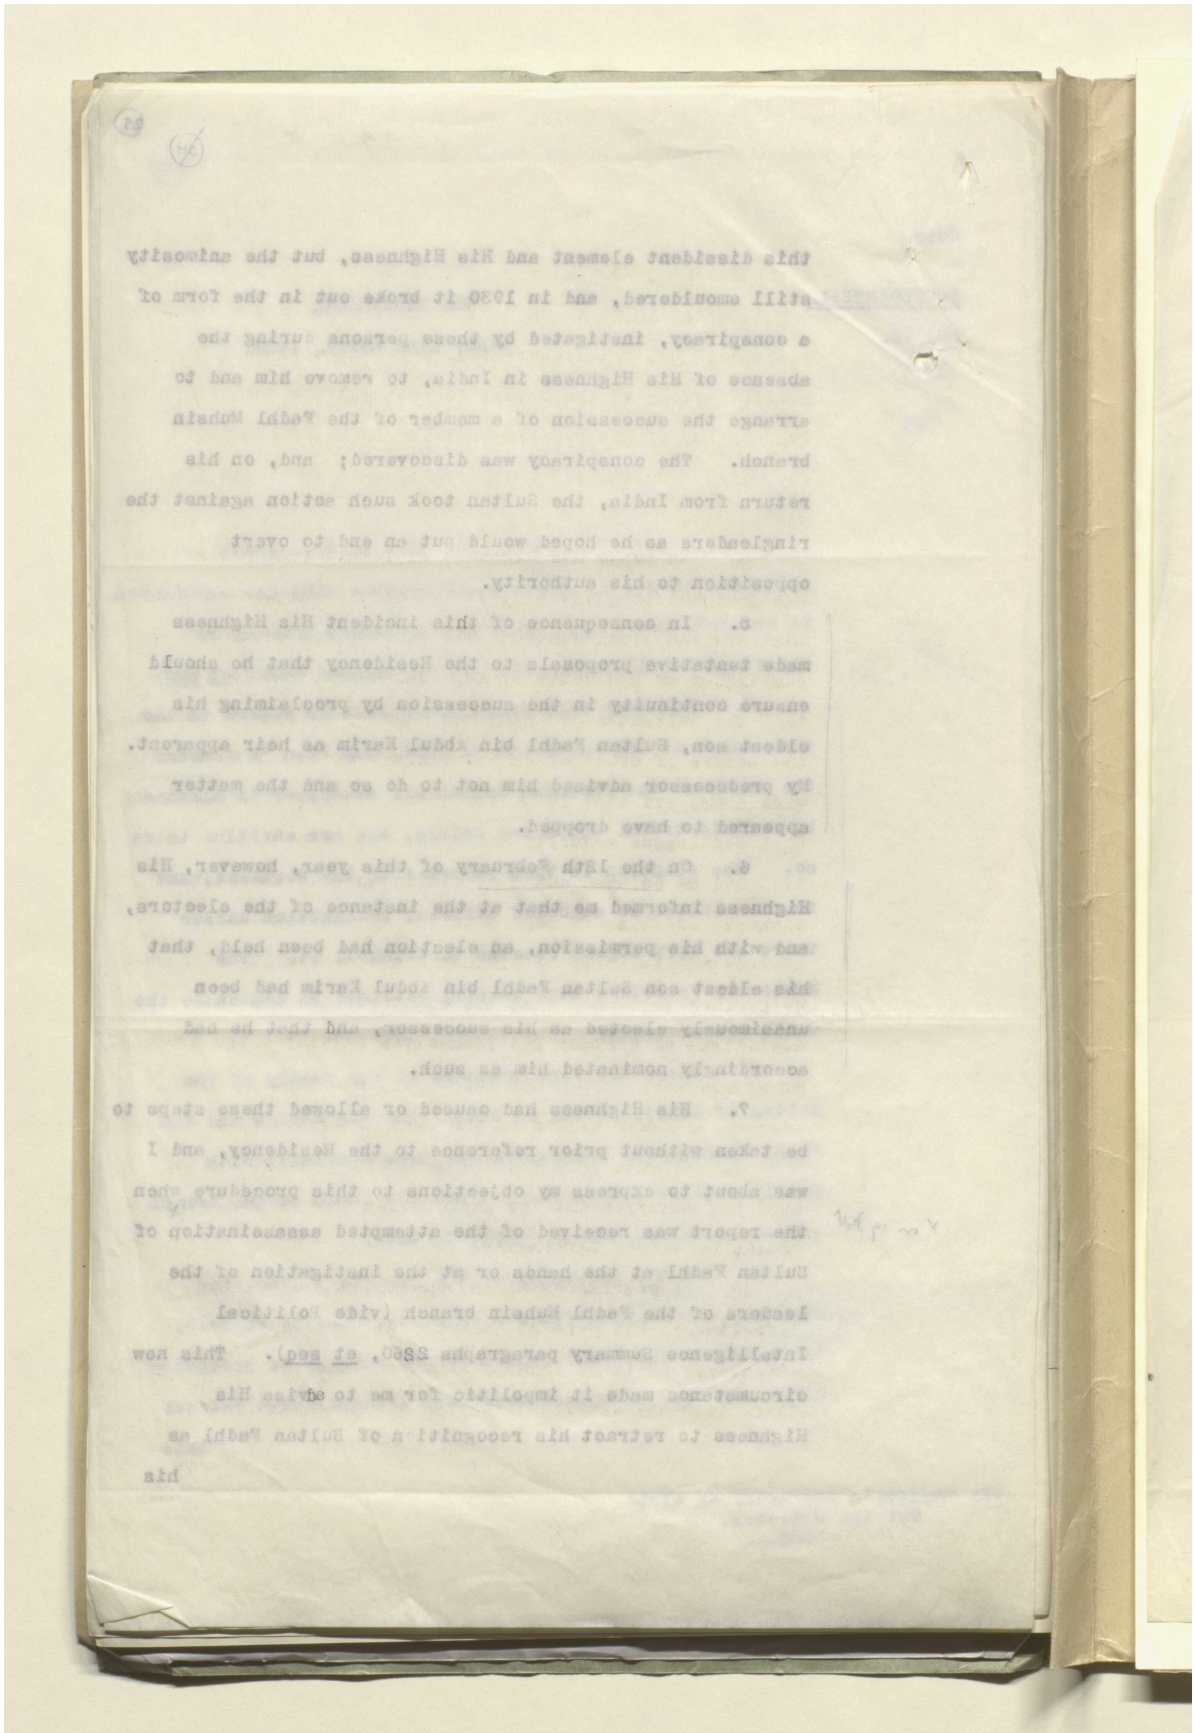 this dissident element and His Highness, but the animosity
still smouldered, and in 1930 it broke out in the form of
a conspiracy, instigated by these persons during the
absence of His Highness in India, to remove him and to
arrange the succession of a member of the Fadhl Muhsin
branch. The conspiracy was discovered; and, on his
return from India, the Sultan took such action against the
ringleaders as he hoped would put an end to overt
opposition to his authority.
5. In consequence of this incident His Highness
made tentative proposals to the Residency that he should
ensure continuity in the succession by proclaiming his
eldest son, Sultan Fadhl bin Abdul Karim as heir apparent.
My predecessor advised him not to do so and the matter
appeared to have dropped.
6. On the 12th February of this year, however, His
Highness informed me that at the instance of the electors,
and with his permission, an election had been held, that
his eldest son Sultan Fadhl bin Abdul Karim had been
unanimously elected as his successor, and that he had
accordingly nominated him as such.
7. His Highness had caused or allowed these steps to
be taken without prior reference to the Residency, and I
was about to express my objections to this procedure when
the report was received of the attempted assassination of
Sultan Fadhl at the hands or at the instigation of the
leaders of the Fadhl Muhsin branch (vide Political
Intelligence Summary paragraphs 2860, et seq). This new
circumstance made it impolitic for me to advise His
Highness to retract his recognition of Sultan Fadhl as
his